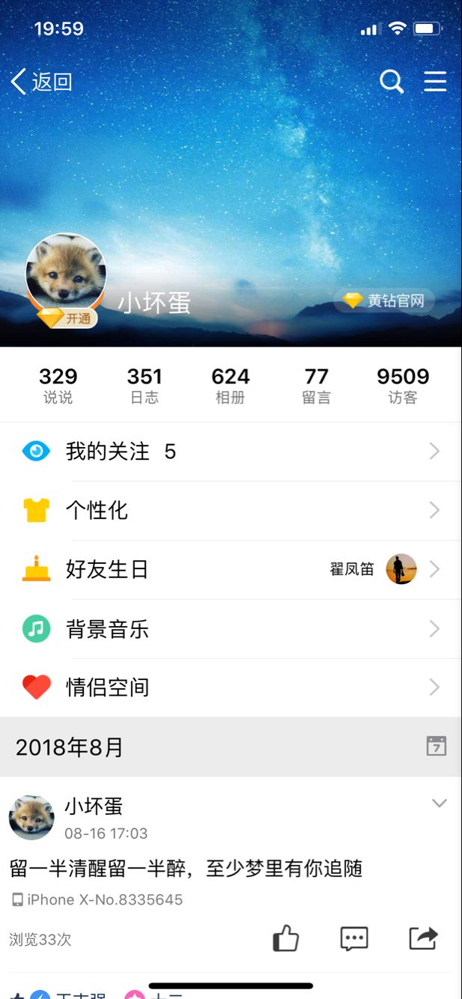 19:59
返回
小坏蛋
黄钻官网
开通
329 351 624 77 9509
说说 日志 相册 留言 访客
我的关注 5
个性化
好友生日 翟凤笛
背景音乐
情侣空间
2018年8月
7
小坏蛋
08-16 17:03
留一半清醒留一半醉，至少梦里有你追随
iPhone X-No.8335645
浏览33次